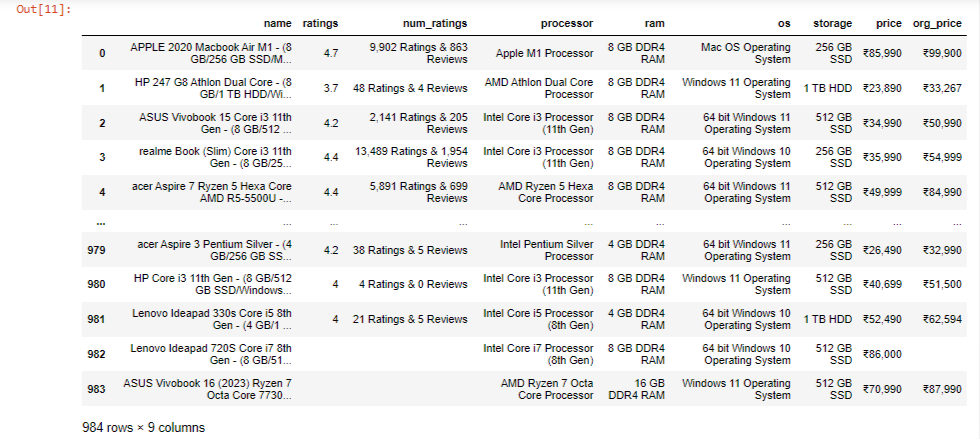 Out[11]:
name ratings num_ratings processor ram os storage price org_price
0 APPLE 2020 Macbook Air M1 - (8 GB/256 GB SSD/M... 4.7 9,902 Ratings & 863 Reviews Apple M1 Processor 8 GB DDR4 RAM Mac OS Operating System 256 GB SSD ₹85,990 ₹99,900
1 HP 247 G8 Athlon Dual Core - (8 GB/1 TB HDD/Wi... 3.7 48 Ratings & 4 Reviews AMD Athlon Dual Core Processor 8 GB DDR4 RAM Windows 11 Operating System 1 TB HDD ₹23,890 ₹33,267
2 ASUS Vivobook 15 Core i3 11th Gen - (8 GB/512 ... 4.2 2,141 Ratings & 205 Reviews Intel Core i3 Processor (11th Gen) 8 GB DDR4 RAM 64 bit Windows 11 Operating System 512 GB SSD ₹34,990 ₹50,990
3 realme Book (Slim) Core i3 11th Gen - (8 GB/25... 4.4 13,489 Ratings & 1,954 Reviews Intel Core i3 Processor (11th Gen) 8 GB DDR4 RAM 64 bit Windows 10 Operating System 256 GB SSD ₹35,990 ₹54,999
4 acer Aspire 7 Ryzen 5 Hexa Core AMD R5-5500U -... 4.4 5,891 Ratings & 699 Reviews AMD Ryzen 5 Hexa Core Processor 8 GB DDR4 RAM 64 bit Windows 11 Operating System 512 GB SSD ₹49,999 ₹84,990
... ... ... ... ... ... ... ... ... ...
979 acer Aspire 3 Pentium Silver - (4 GB/256 GB SS... 4.2 38 Ratings & 5 Reviews Intel Pentium Silver Processor 4 GB DDR4 RAM 64 bit Windows 11 Operating System 256 GB SSD ₹26,490 ₹32,990
980 HP Core i3 11th Gen - (8 GB/512 GB SSD/Windows... 4 4 Ratings & 0 Reviews Intel Core i3 Processor (11th Gen) 8 GB DDR4 RAM Windows 11 Operating System 512 GB SSD ₹40,699 ₹51,500
981 Lenovo Ideapad 330s Core i5 8th Gen - (4 GB/1 ... 4 21 Ratings & 5 Reviews Intel Core i5 Processor (8th Gen) 4 GB DDR4 RAM 64 bit Windows 10 Operating System 1 TB HDD ₹52,490 ₹62,594
982 Lenovo Ideapad 720S Core i7 8th Gen - (8 GB/51... Intel Core i7 Processor (8th Gen) 8 GB DDR4 RAM 64 bit Windows 10 Operating System 512 GB SSD ₹86,000
983 ASUS Vivobook 16 (2023) Ryzen 7 Octa Core 7730... AMD Ryzen 7 Octa Core Processor 16 GB DDR4 RAM Windows 11 Operating System 512 GB SSD ₹70,990 ₹87,990
984 rows × 9 columns